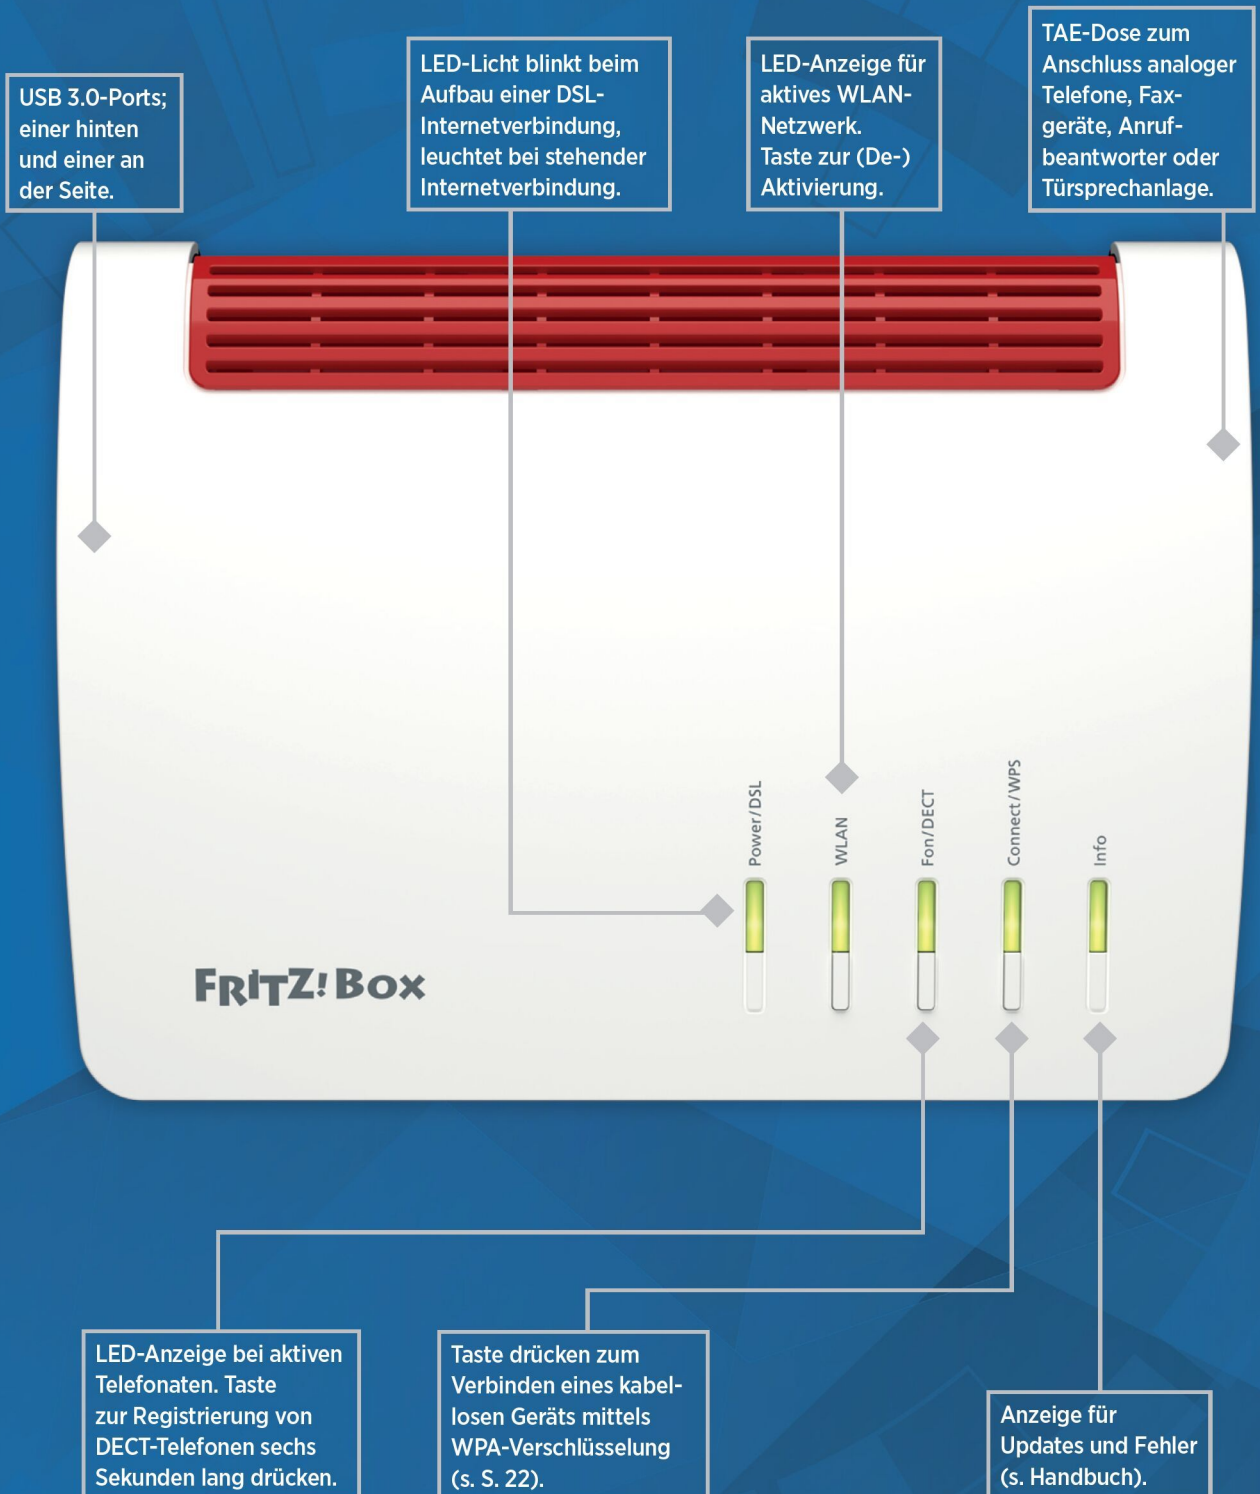 USB 3.0-Ports;
einer hinten
und einer an
der Seite.
LED-Licht blinkt beim
Aufbau einer DSL-
Internetverbindung,
leuchtet bei stehender
Internetverbindung.
LED-Anzeige für
aktives WLAN-
Netzwerk.
Taste zur (De-)
Aktivierung.
TAE-Dose zum
Anschluss analoger
Telefone, Fax-
geräte, Anruf-
beantworter oder
Türsprechanlage.
Power/DSL
WLAN
Fon/DECT
Connect/WPS
Info
FRITZ! BOX
LED-Anzeige bei aktiven
Telefonaten. Taste
zur Registrierung von
DECT-Telefonen sechs
Sekunden lang drücken.
Taste drücken zum
Verbinden eines kabel-
losen Geräts mittels
WPA-Verschlüsselung
(s. S. 22).
Anzeige für
Updates und Fehler
(s. Handbuch).